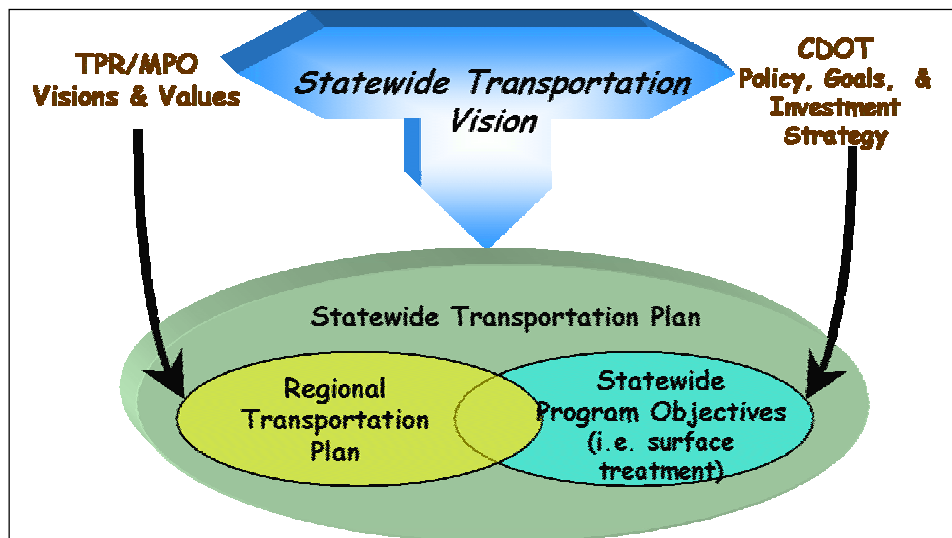 TPR/MPO
Visions & Values
Statewide Transportation
Vision
CDOT
Policy, Goals, &
Investment
Strategy
Statewide Transportation Plan
Regional
Transportation
Plan
Statewide
Program Objectives
(i.e. surface
treatment)